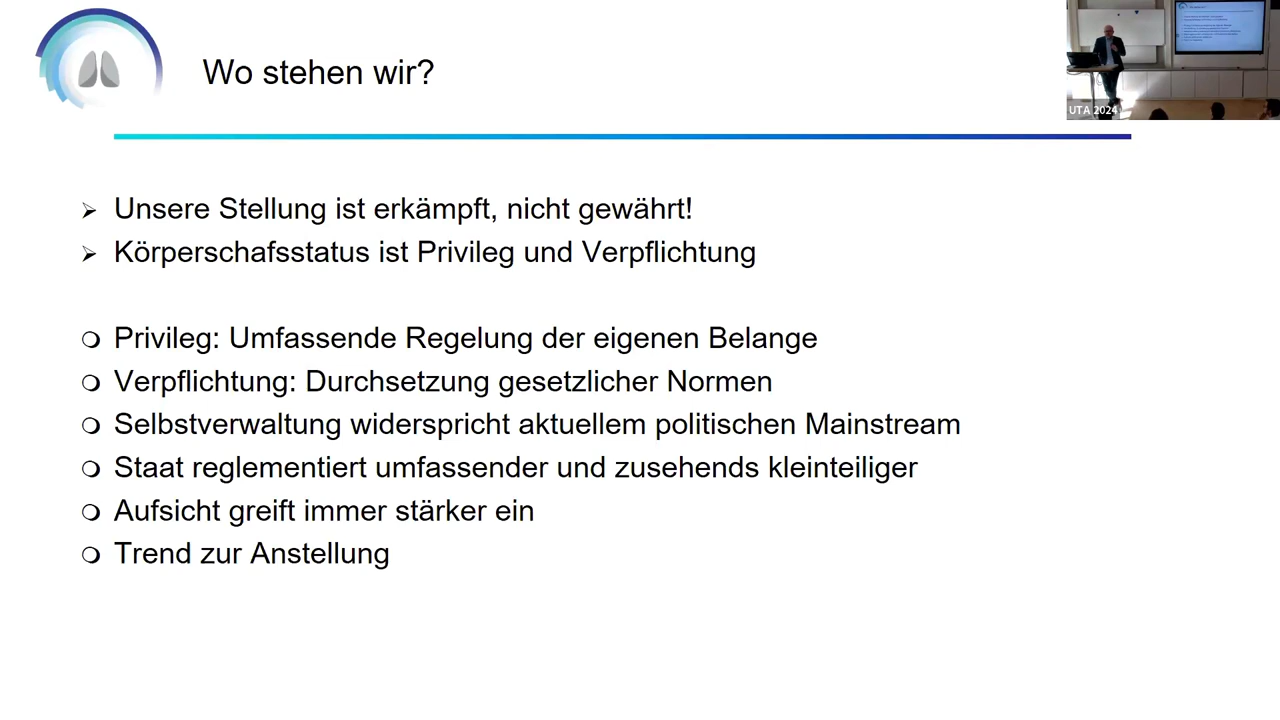 Wo stehen wir?
UTA 2024
Unsere Stellung ist erkämpft, nicht gewährt!
Körperschafsstatus ist Privileg und Verpflichtung
Privileg: Umfassende Regelung der eigenen Belange
Verpflichtung: Durchsetzung gesetzlicher Normen
Selbstverwaltung widerspricht aktuellem politischen Mainstream
Staat reglementiert umfassender und zusehends kleinteiliger
Aufsicht greift immer stärker ein
Trend zur Anstellung